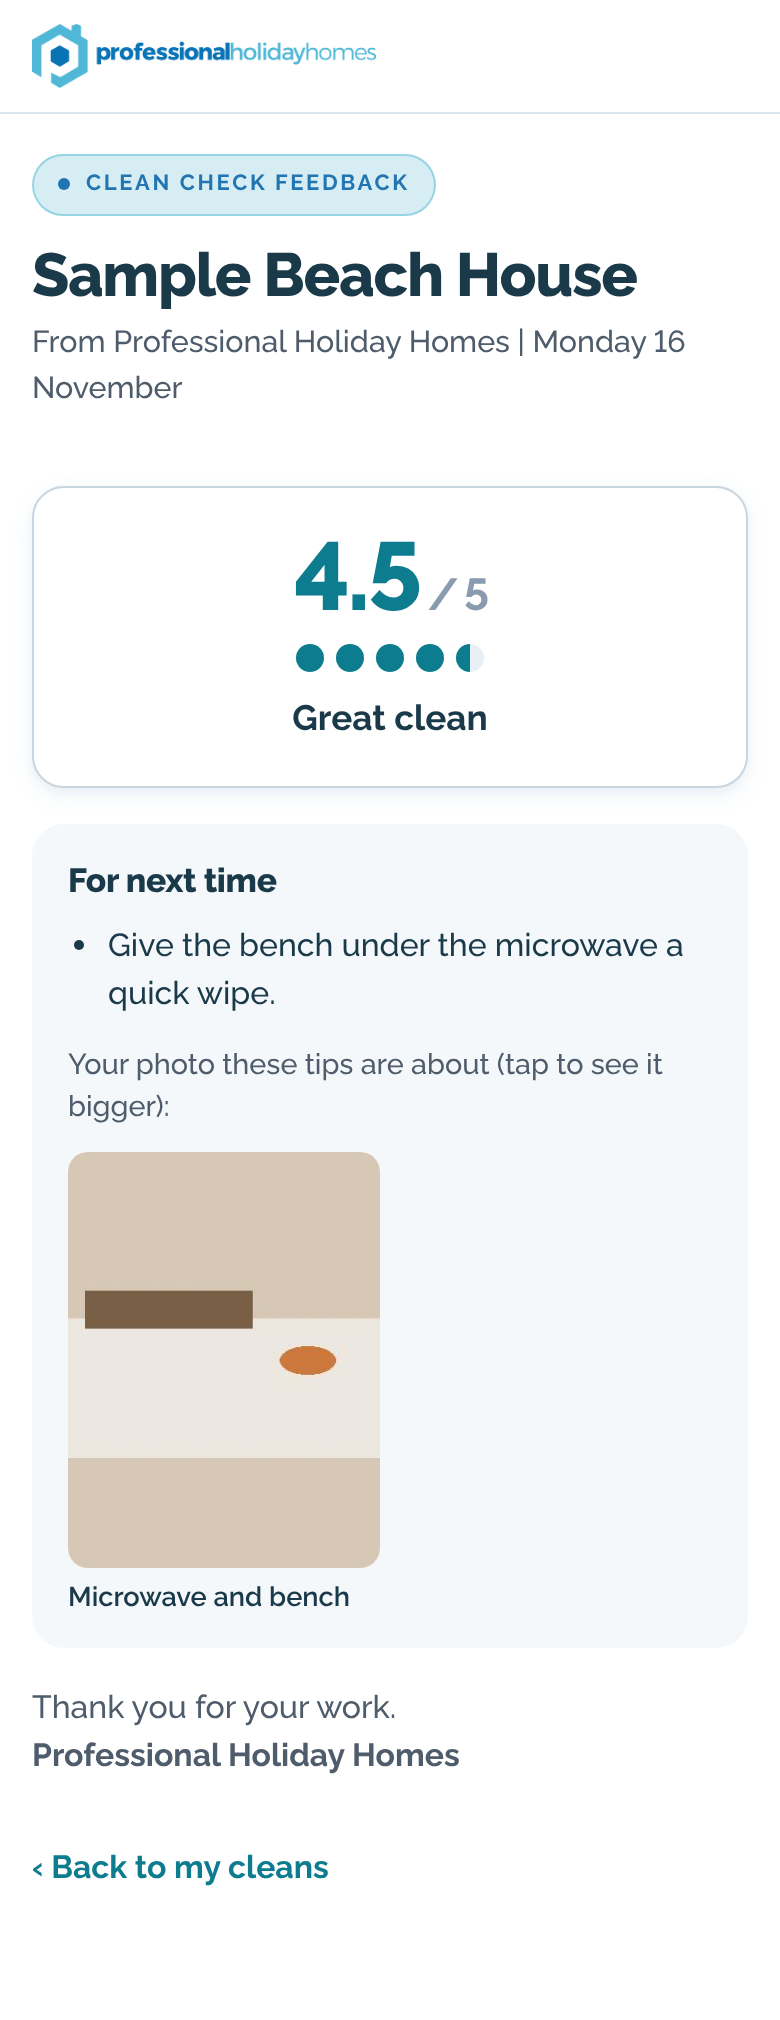 professionalholidayhomes
CLEAN CHECK FEEDBACK
Sample Beach House
From Professional Holiday Homes | Monday 16
November
4.5 / 5
Great clean
For next time
• Give the bench under the microwave a
quick wipe.
Your photo these tips are about (tap to see it
bigger):
Microwave and bench
Thank you for your work.
Professional Holiday Homes
‹ Back to my cleans